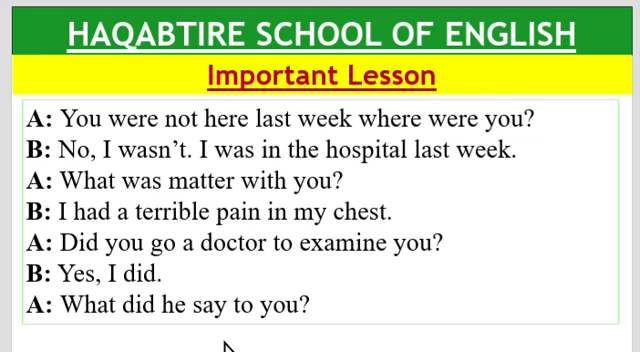 HAQABTIRE SCHOOL OF ENGLISH
Important Lesson
A: You were not here last week where were you?
B: No, I wasn’t. I was in the hospital last week.
A: What was matter with you?
B: I had a terrible pain in my chest.
A: Did you go a doctor to examine you?
B: Yes, I did.
A: What did he say to you?